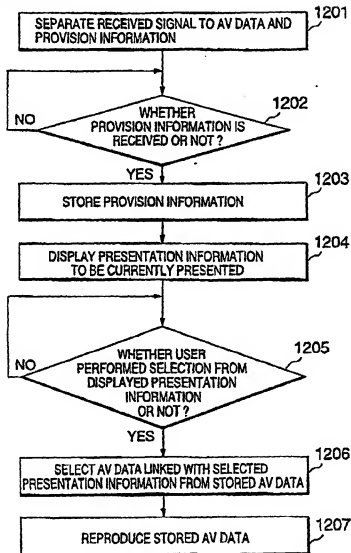 1201
SEPARATE RECEIVED SIGNAL TO AV DATA AND
PROVISION INFORMATION
1202
NO
WHETHER
PROVISION INFORMATION IS
RECEIVED OR NOT ?
YES
1203
STORE PROVISION INFORMATION
1204
DISPLAY PRESENTATION INFORMATION
TO BE CURRENTLY PRESENTED
1205
NO
WHETHER USER
PERFORMED SELECTION FROM
DISPLAYED PRESENTATION
INFORMATION
OR NOT ?
YES
1206
SELECT AV DATA LINKED WITH SELECTED
PRESENTATION INFORMATION FROM STORED AV DATA
1207
REPRODUCE STORED AV DATA